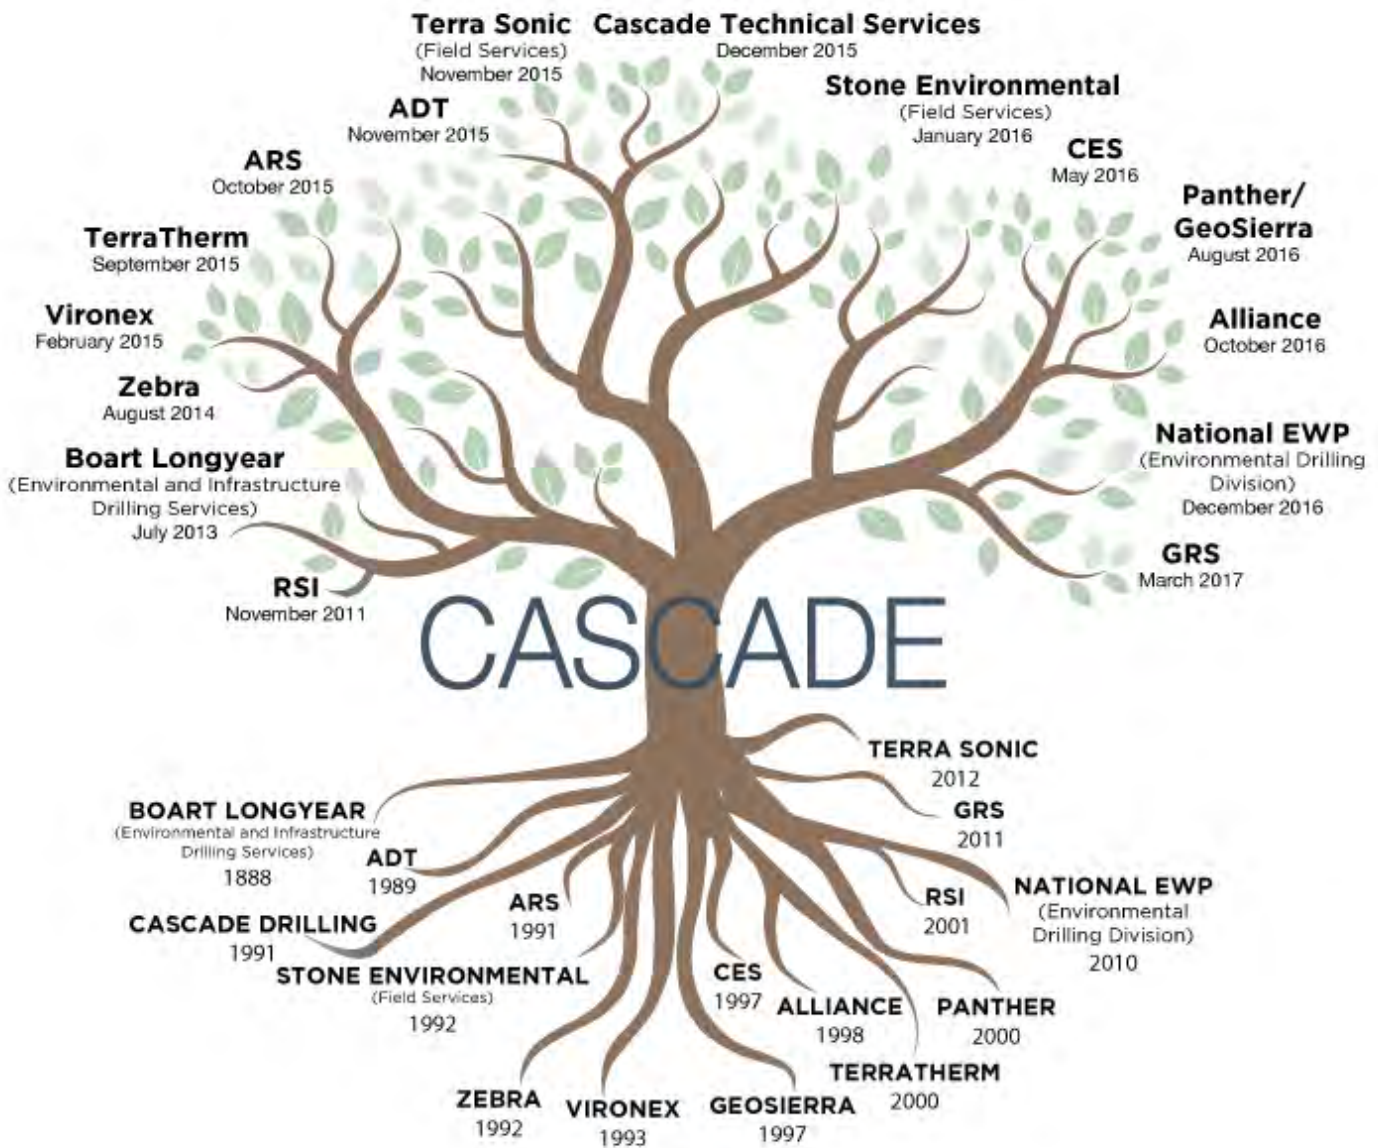 Terra Sonic
(Field Services)
November 2015
Cascade Technical Services
December 2015
Stone Environmental
(Field Services)
January 2016
ADT
November 2015
CES
May 2016
ARS
October 2015
Panther/
GeoSierra
August 2016
TerraTherm
September 2015
Vironex
February 2015
Alliance
October 2016
Zebra
August 2014
National EWP
(Environmental Drilling
Division)
December 2016
Boart Longyear
(Environmental and Infrastructure
Drilling Services)
July 2013
GRS
March 2017
RSI
November 2011
CASCADE
TERRA SONIC
2012
BOART LONGYEAR
(Environmental and Infrastructure
Drilling Services)
1888
GRS
2011
ADT
1989
ARS
1991
RSI
2001
NATIONAL EWP
(Environmental
Drilling Division)
2010
CASCADE DRILLING
1991
STONE ENVIRONMENTAL
(Field Services)
1992
CES
1997
ALLIANCE
1998
PANTHER
2000
TERRATHERM
2000
ZEBRA
1992
VIRONEX
1993
GEOSIERRA
1997